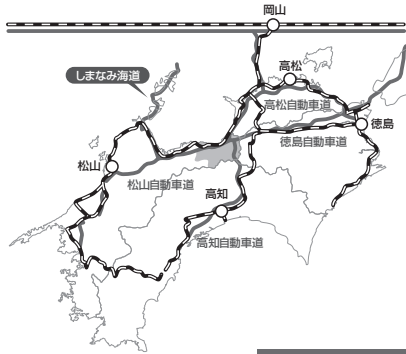 岡山
しまなみ海道
高松
高松自動車道
徳島
徳島自動車道
松山
松山自動車道
高知
高知自動車道